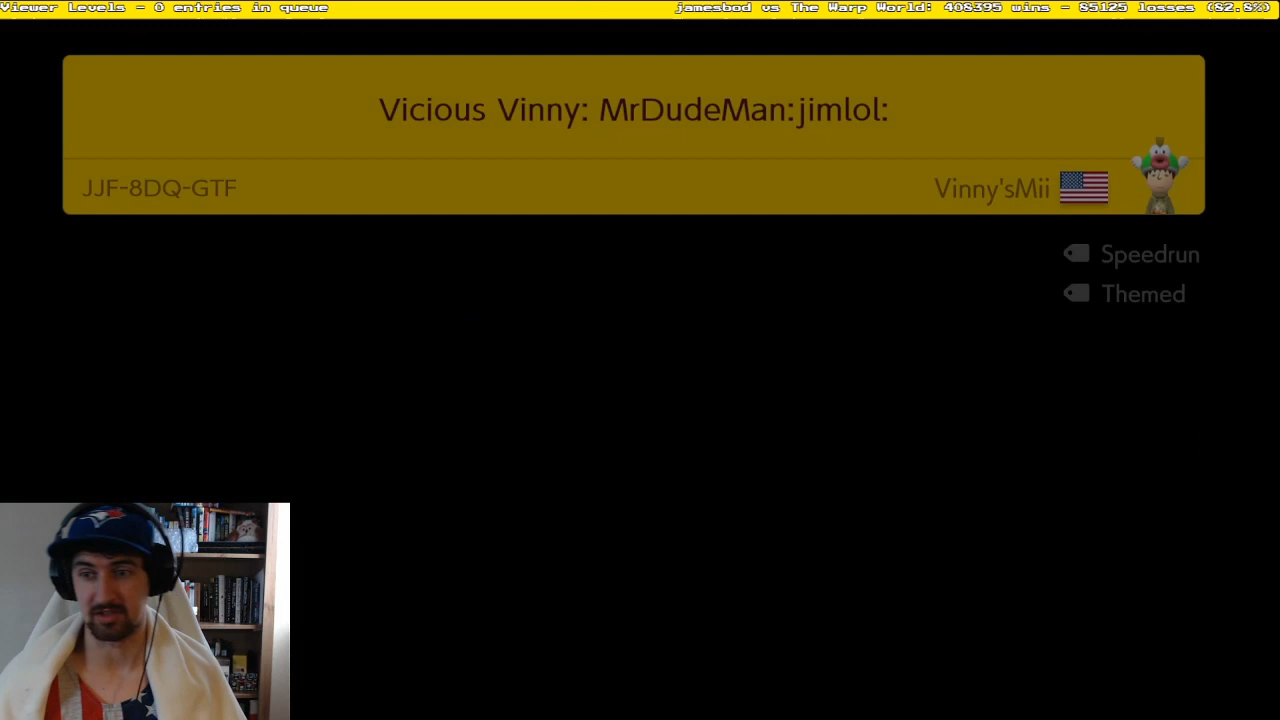 Viewer Levels - 0 entries in queue
jamesbod vs The Warp World: 408395 wins - 85125 losses (82.8%)
Vicious Vinny: MrDudeMan:jimlol:
JJF-8DQ-GTF
Vinny'sMii
Speedrun
Themed